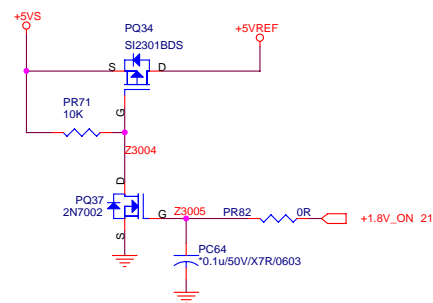 +5VS
PQ34
SI2301BDS
+5VREF
S
D
G
PR71
10K
Z3004
D
PQ37
2N7002
G
S
Z3005
PR82
0R
+1.8V_ON 21
PC64
*0.1u/50V/X7R/0603